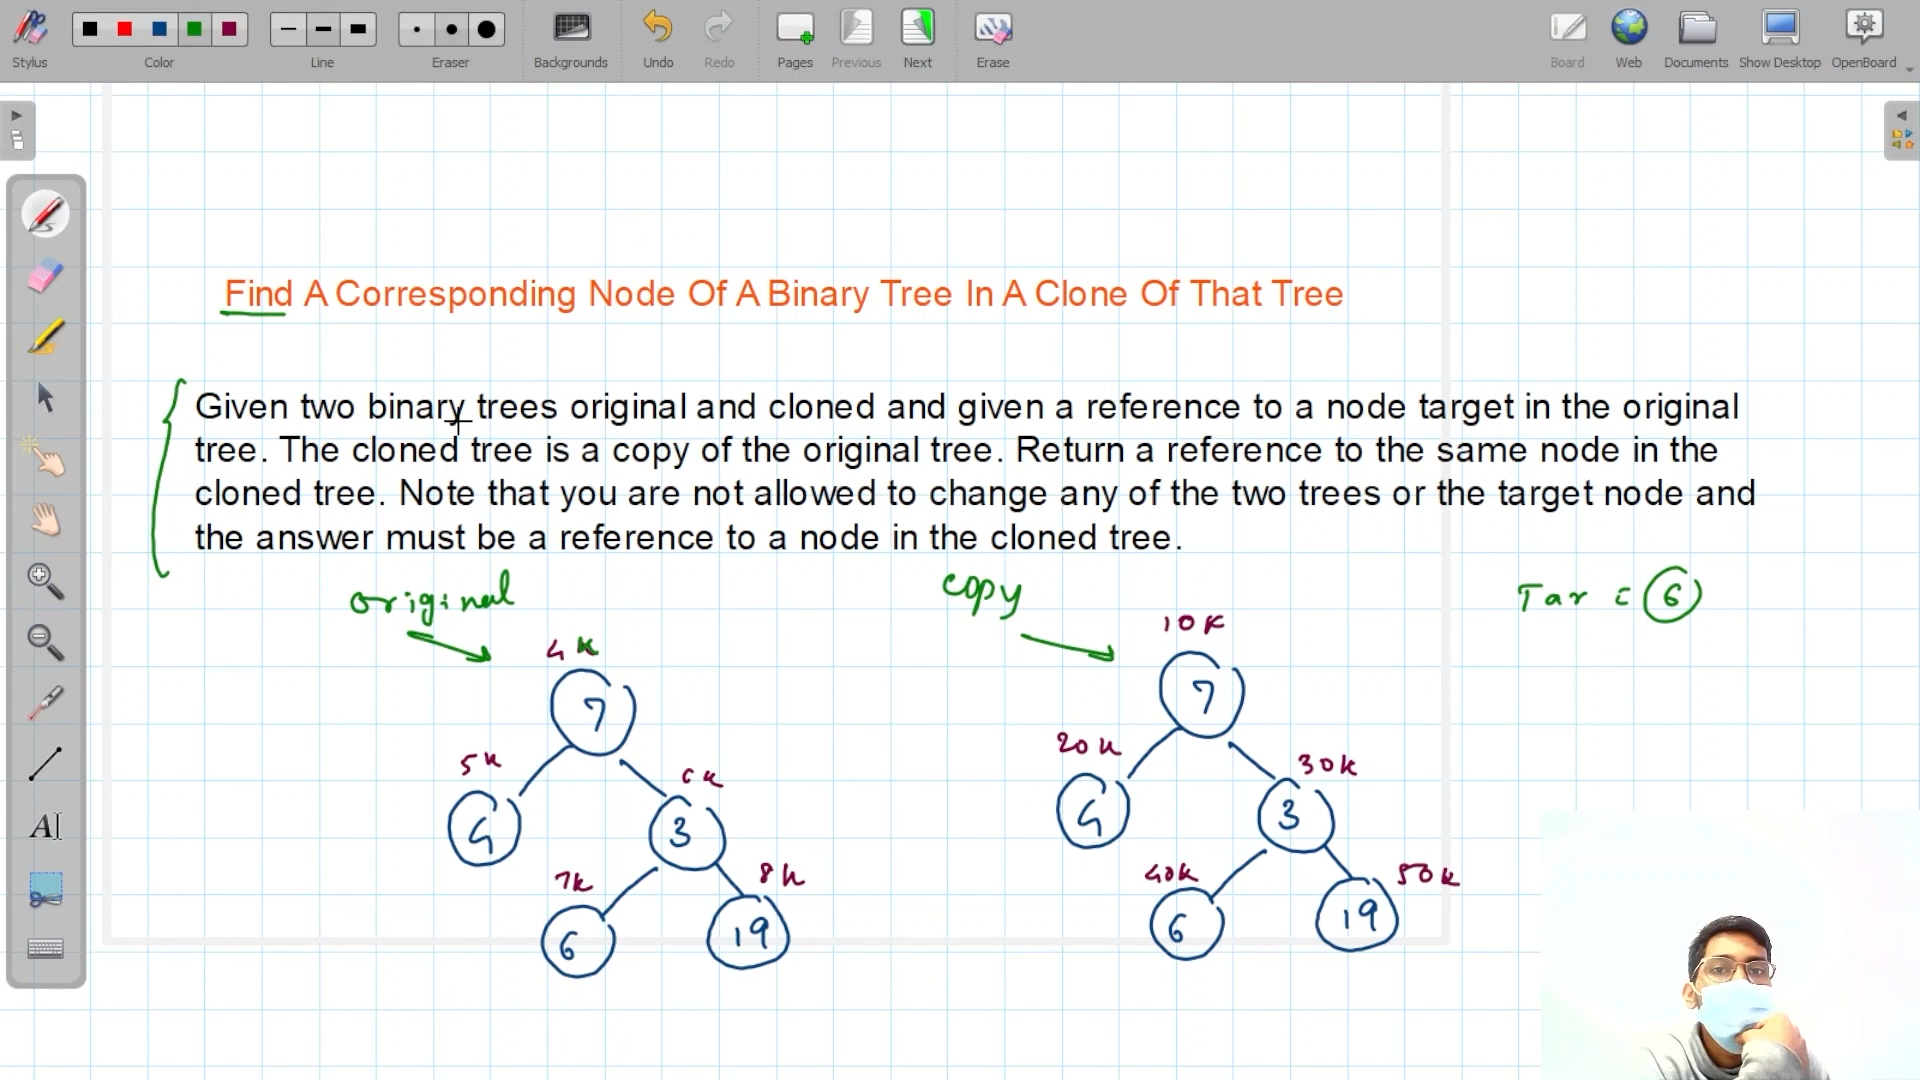 Stylus Color Line Eraser Backgrounds Undo Redo Pages Previous Next Erase Board Web Documents Show Desktop OpenBoard
Find A Corresponding Node Of A Binary Tree In A Clone Of That Tree
Given two binary trees original and cloned and given a reference to a node target in the original
tree. The cloned tree is a copy of the original tree. Return a reference to the same node in the
cloned tree. Note that you are not allowed to change any of the two trees or the target node and
the answer must be a reference to a node in the cloned tree.
original
copy
Tar = 6
4K
7
5K
6K
4
3
7K
8K
6
19
10K
7
20K
30K
4
3
40K
50K
6
19